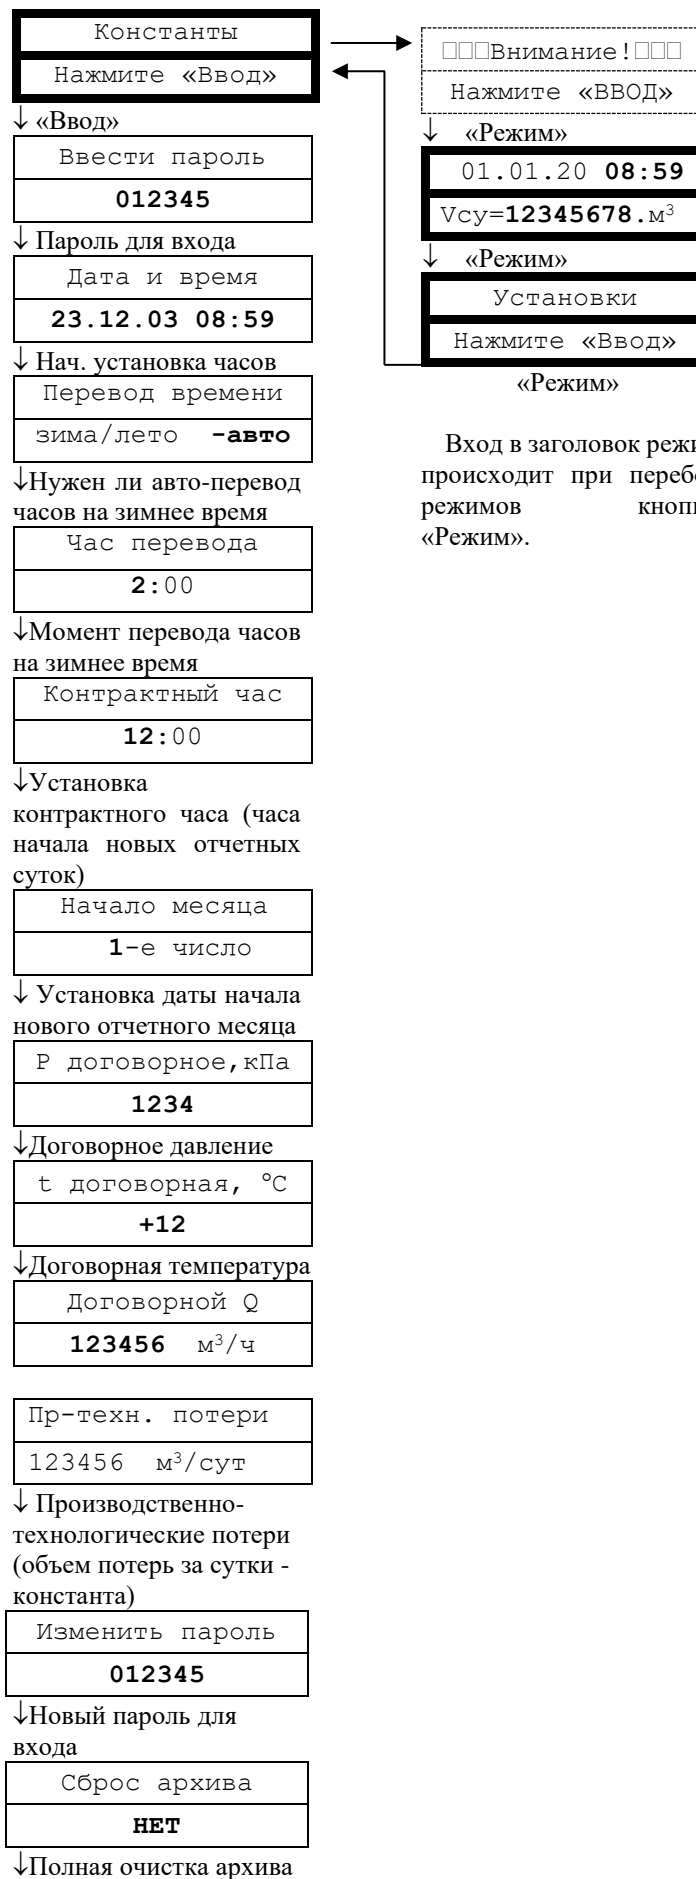 Константы
Нажмите «Ввод»
↓ «Ввод»
Ввести пароль
012345
↓ Пароль для входа
Дата и время
23.12.03 08:59
↓ Нач. установка часов
Перевод времени
зима/лето -авто
↓Нужен ли авто-перевод
часов на зимнее время
Час перевода
2:00
↓Момент перевода часов
на зимнее время
Контрактный час
12:00
↓Установка
контрактного часа (часа
начала новых отчетных
суток)
Начало месяца
1-е число
↓ Установка даты начала
нового отчетного месяца
Р договорное,кПа
1234
↓Договорное давление
t договорная, °С
+12
↓Договорная температура
Договорной Q
123456 м³/ч
Пр-техн. потери
123456 м³/сут
↓ Производственно-
технологические потери
(объем потерь за сутки -
константа)
Изменить пароль
012345
↓Новый пароль для
входа
Сброс архива
НЕТ
↓Полная очистка архива
□□□Внимание!□□□
Нажмите «ВВОД»
↓ «Режим»
01.01.20 08:59
Vсу=12345678.м³
↓ «Режим»
Установки
Нажмите «Ввод»
«Режим»
Вход в заголовок
происходит при
режимов
«Режим».